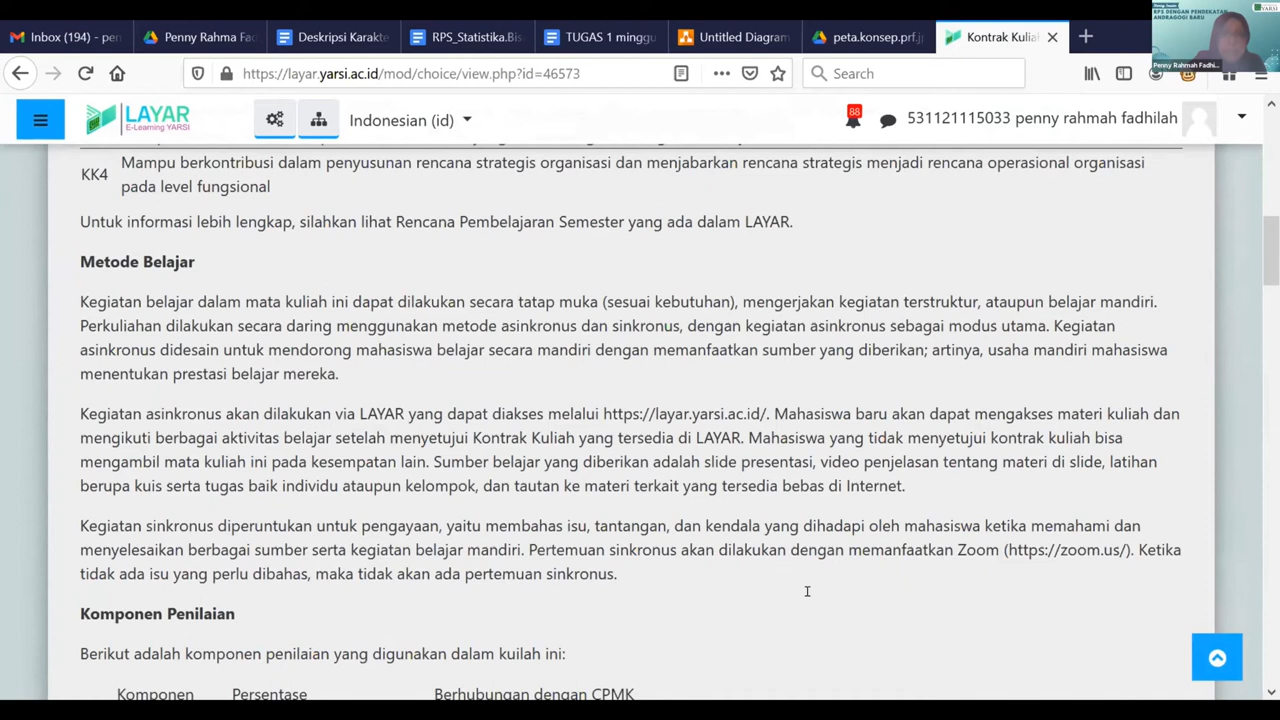 Inbox (194) - pen
Penny Rahma Fad
Deskripsi Karakte
RPS_Statistika.Bis
TUGAS 1 minggu
Untitled Diagram
peta.konsep.prf.j
Kontrak Kulia
RPS DENGAN PENDEKATAN
ANDRAGOGI BARU
YARSI
Penny Rahmah Fadhi...
https://layar.yarsi.ac.id/mod/choice/view.php?id=46573
Search
LAYAR
E-Learning YARSI
Indonesian (id)
88
531121115033 penny rahmah fadhilah
KK4 Mampu berkontribusi dalam penyusunan rencana strategis organisasi dan menjabarkan rencana strategis menjadi rencana operasional organisasi
pada level fungsional
Untuk informasi lebih lengkap, silahkan lihat Rencana Pembelajaran Semester yang ada dalam LAYAR.
Metode Belajar
Kegiatan belajar dalam mata kuliah ini dapat dilakukan secara tatap muka (sesuai kebutuhan), mengerjakan kegiatan terstruktur, ataupun belajar mandiri.
Perkuliahan dilakukan secara daring menggunakan metode asinkronus dan sinkronus, dengan kegiatan asinkronus sebagai modus utama. Kegiatan
asinkronus didesain untuk mendorong mahasiswa belajar secara mandiri dengan memanfaatkan sumber yang diberikan; artinya, usaha mandiri mahasiswa
menentukan prestasi belajar mereka.
Kegiatan asinkronus akan dilakukan via LAYAR yang dapat diakses melalui https://layar.yarsi.ac.id/. Mahasiswa baru akan dapat mengakses materi kuliah dan
mengikuti berbagai aktivitas belajar setelah menyetujui Kontrak Kuliah yang tersedia di LAYAR. Mahasiswa yang tidak menyetujui kontrak kuliah bisa
mengambil mata kuliah ini pada kesempatan lain. Sumber belajar yang diberikan adalah slide presentasi, video penjelasan tentang materi di slide, latihan
berupa kuis serta tugas baik individu ataupun kelompok, dan tautan ke materi terkait yang tersedia bebas di Internet.
Kegiatan sinkronus diperuntukan untuk pengayaan, yaitu membahas isu, tantangan, dan kendala yang dihadapi oleh mahasiswa ketika memahami dan
menyelesaikan berbagai sumber serta kegiatan belajar mandiri. Pertemuan sinkronus akan dilakukan dengan memanfaatkan Zoom (https://zoom.us/). Ketika
tidak ada isu yang perlu dibahas, maka tidak akan ada pertemuan sinkronus.
Komponen Penilaian
Berikut adalah komponen penilaian yang digunakan dalam kuilah ini:
Komponen Persentase Berhubungan dengan CPMK